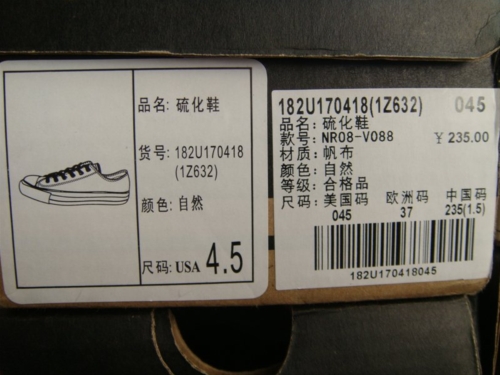 品名: 硫化鞋
货号: 182U170418
(1Z632)
颜色: 自然
尺码: USA 4.5
182U170418(1Z632) 045
品名: 硫化鞋
款号: NR08-V088
¥ 235.00
材质: 帆布
颜色: 自然
等级: 合格品
尺码: 美国码 欧洲码 中国码
045 37 235(1.5)
182U170418045